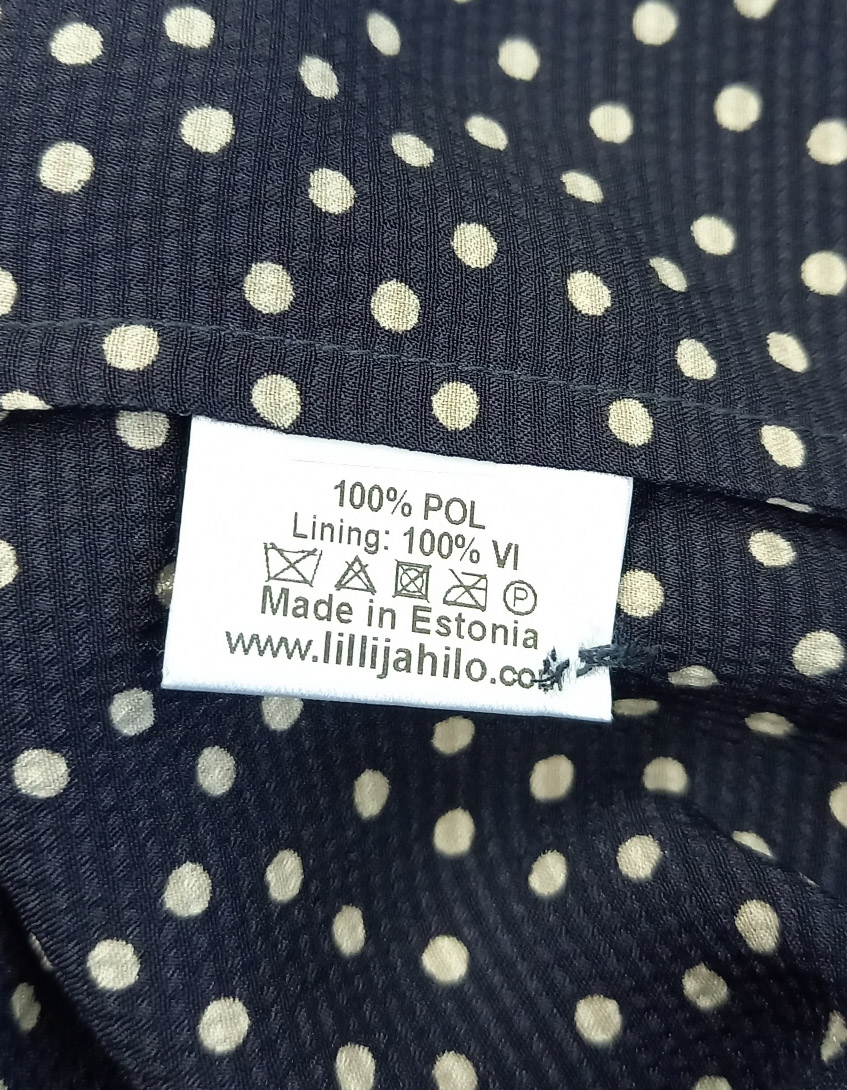 100% POL
Lining: 100% VI
P
Made in Estonia
www.lillijahilo.co